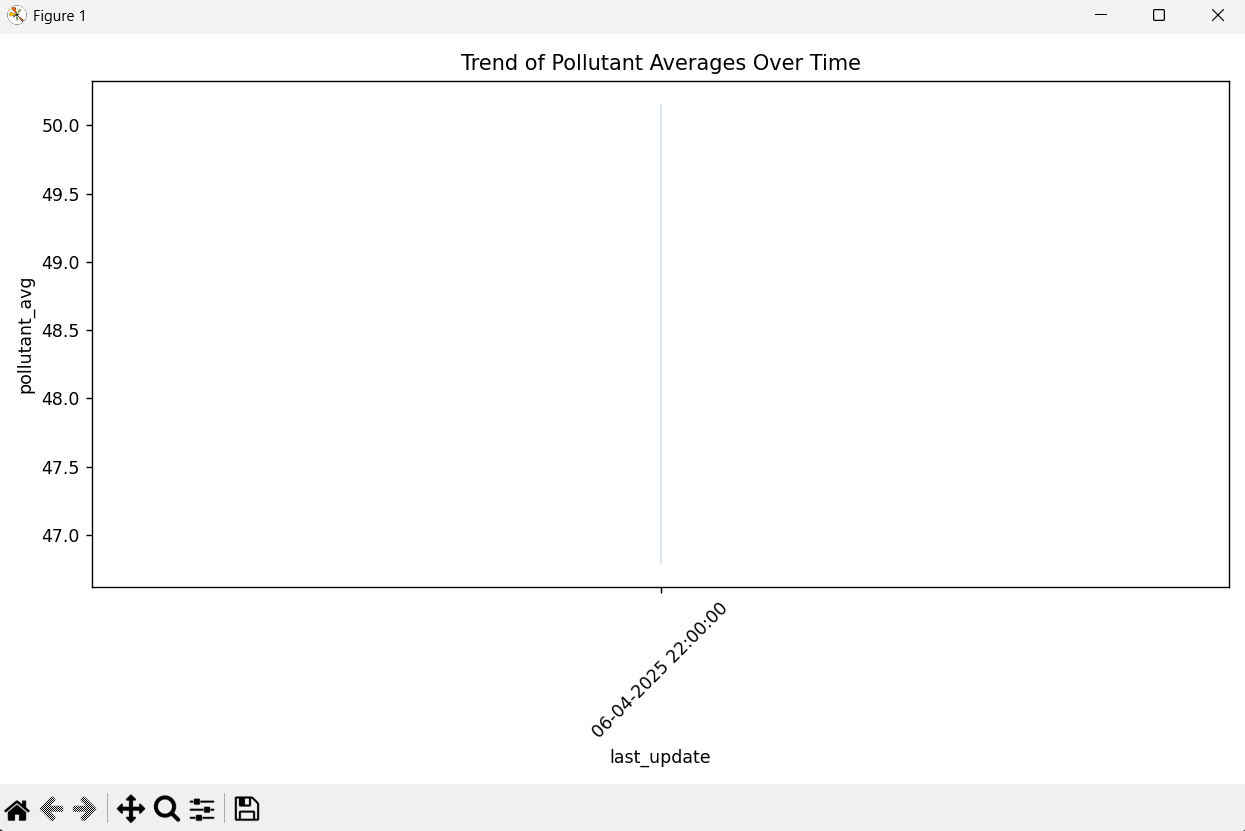 Figure 1
Trend of Pollutant Averages Over Time
50.0
49.5
49.0
48.5
48.0
47.5
47.0
pollutant_avg
06-04-2025 22:00:00
last_update